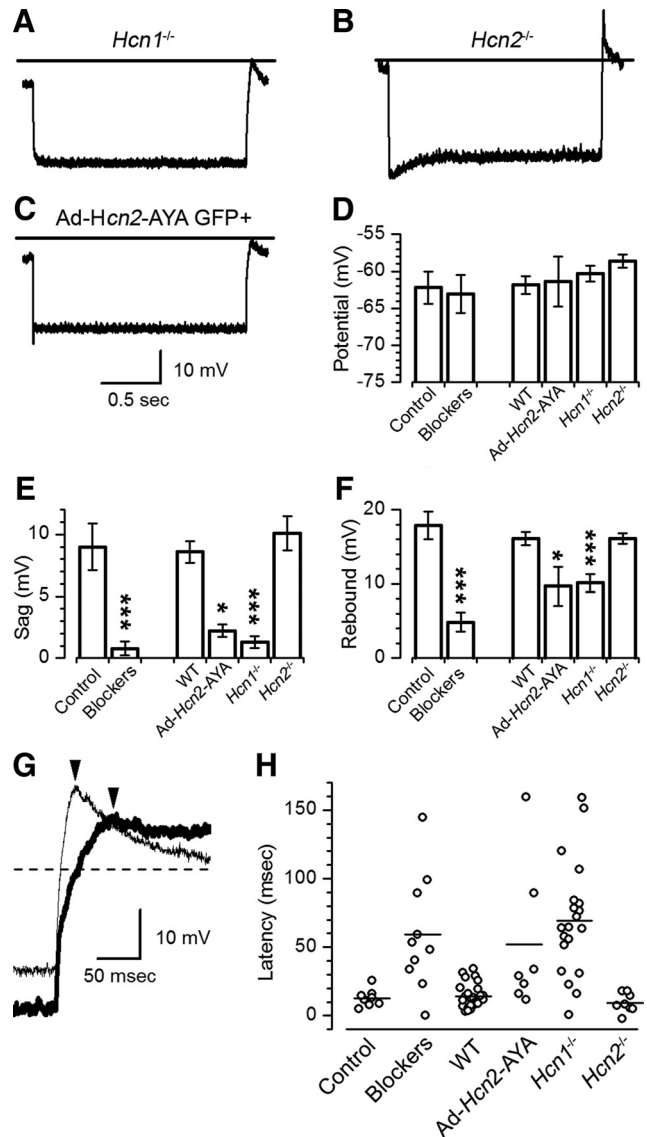 A
Hcn1-/-
B
Hcn2-/-
C
Ad-Hcn2-AYA GFP+
10 mV
0.5 sec
D
Potential (mV)
-55
-60
-65
-70
-75
Control
Blockers
WT
Ad-Hcn2-AYA
Hcn1-/-
Hcn2-/-
E
Sag (mV)
10
5
0
***
*
***
Control
Blockers
WT
Ad-Hcn2-AYA
Hcn1-/-
Hcn2-/-
F
Rebound (mV)
20
10
0
***
*
***
Control
Blockers
WT
Ad-Hcn2-AYA
Hcn1-/-
Hcn2-/-
G
10 mV
50 msec
H
Latency (msec)
150
100
50
0
Control
Blockers
WT
Ad-Hcn2-AYA
Hcn1-/-
Hcn2-/-